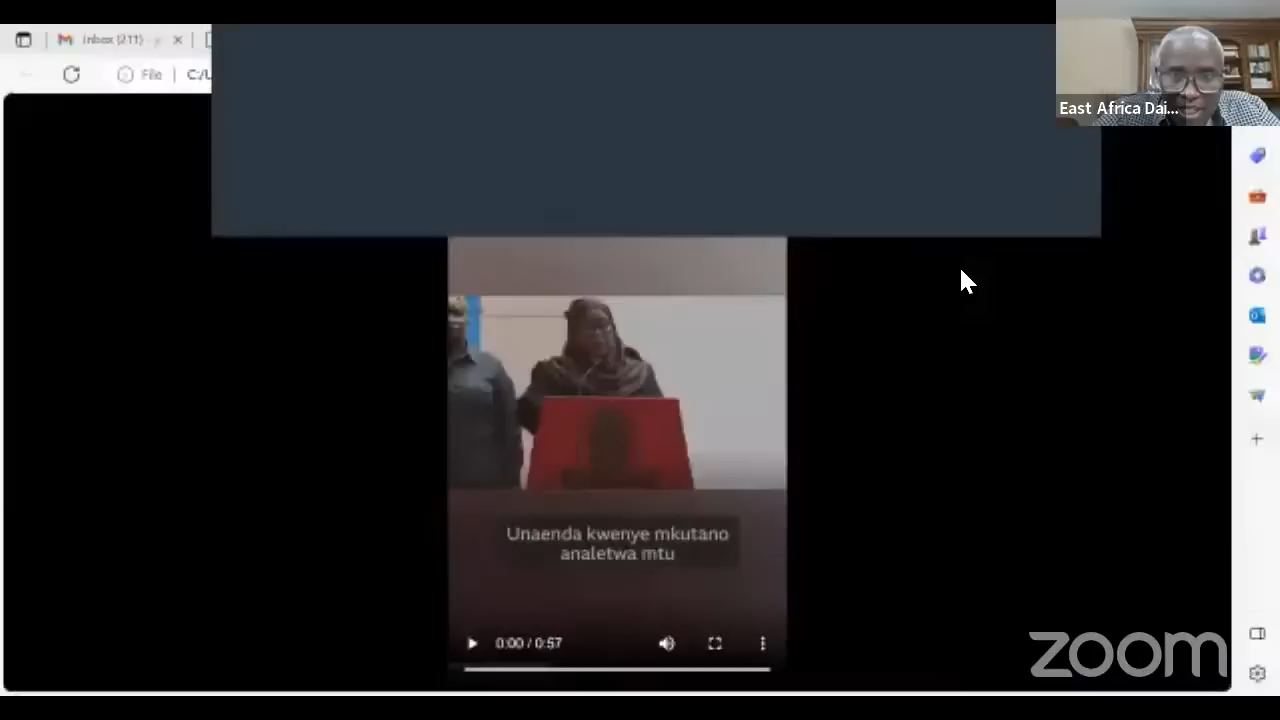 Inbox (211)
File
C:/U
East Africa Dai...
Unaenda kwenye mkutano
analetwa mtu
0:00 / 0:57
zoom